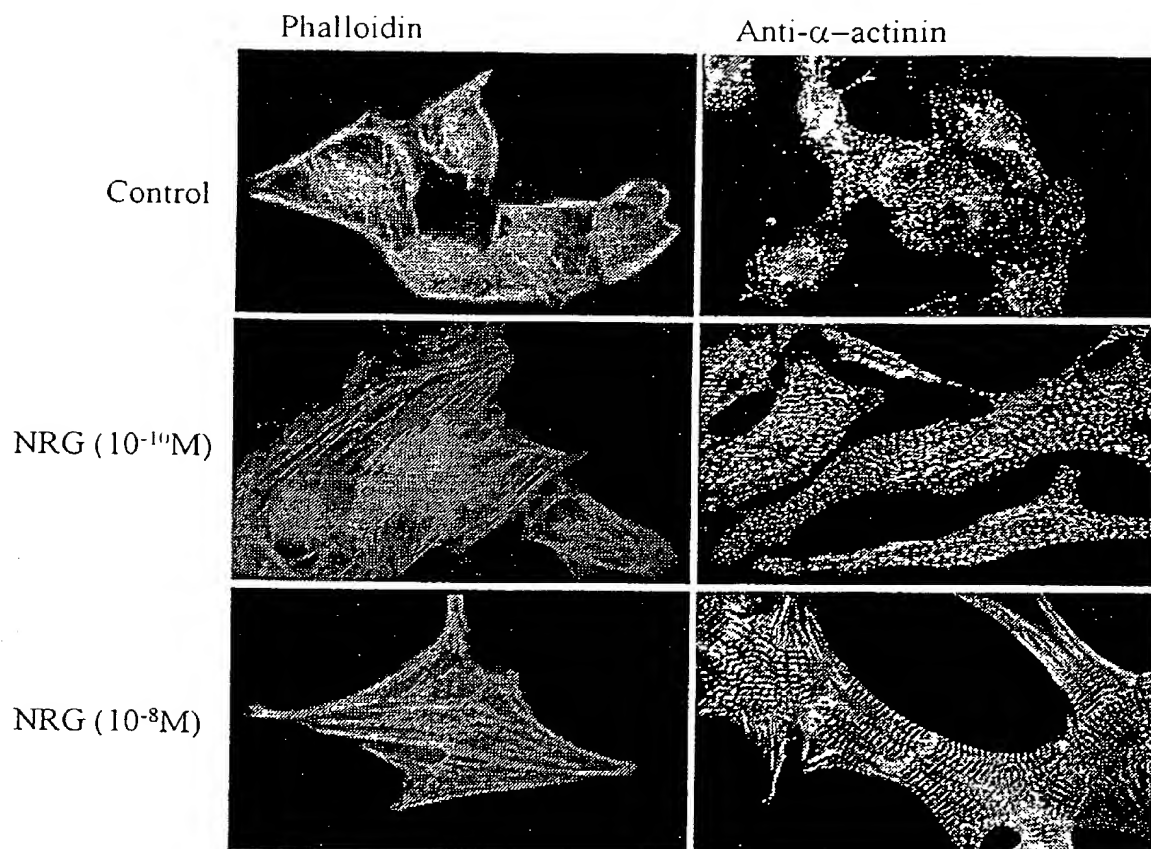 Phalloidin Anti-α–actinin
Control
NRG (10⁻¹⁰M)
NRG (10⁻⁸M)